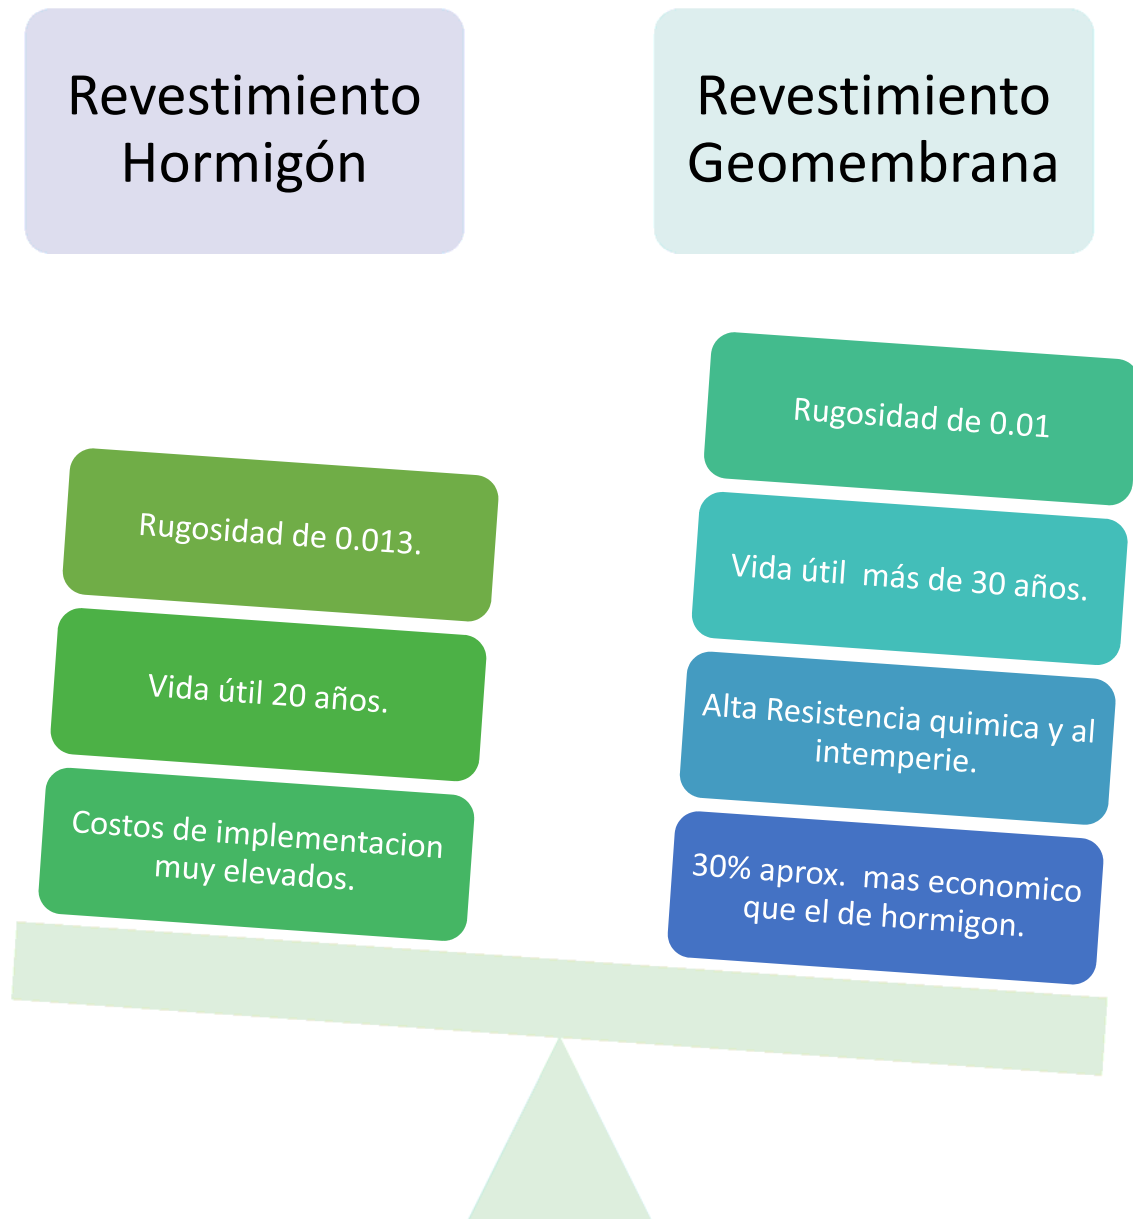 Revestimiento
Hormigón
Revestimiento
Geomembrana
Rugosidad de 0.013.
Vida útil 20 años.
Costos de implementacion
muy elevados.
Rugosidad de 0.01
Vida útil  más de 30 años.
Alta Resistencia quimica y al
intemperie.
30% aprox.  mas economico
que el de hormigon.